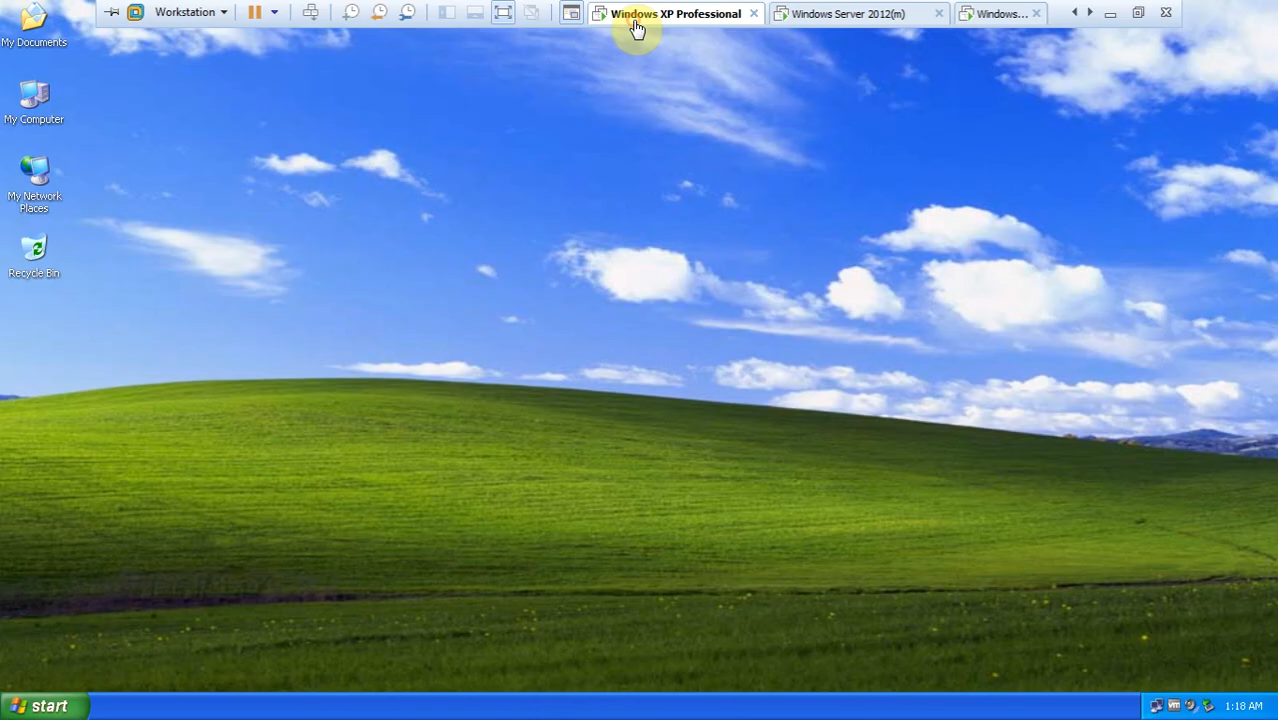 Workstation
Windows XP Professional
Windows Server 2012(m)
Windows...
My Documents
My Computer
My Network
Places
Recycle Bin
start
vm
1:18 AM